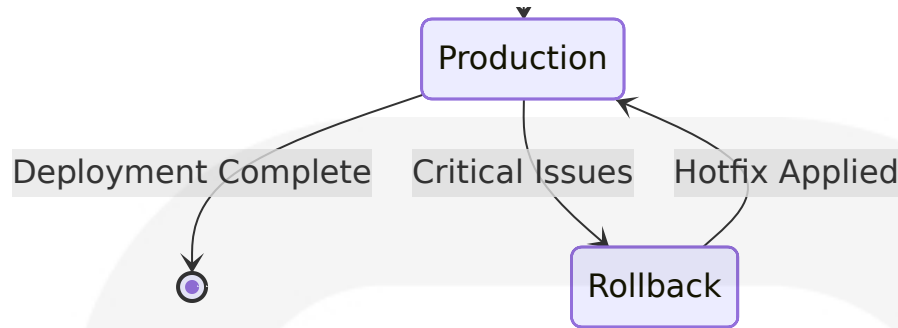 Production
Deployment Complete
Critical Issues
Hotfix Applied
Rollback